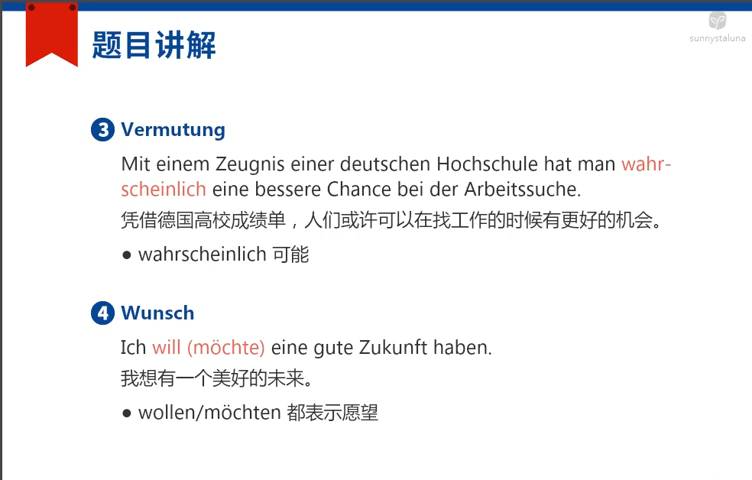 题目讲解
sunnystaluna
3 Vermutung
Mit einem Zeugnis einer deutschen Hochschule hat man wahr-
scheinlich eine bessere Chance bei der Arbeitssuche.
凭借德国高校成绩单，人们或许可以在找工作的时候有更好的机会。
● wahrscheinlich 可能
4 Wunsch
Ich will (möchte) eine gute Zukunft haben.
我想有一个美好的未来。
● wollen/möchten 都表示愿望